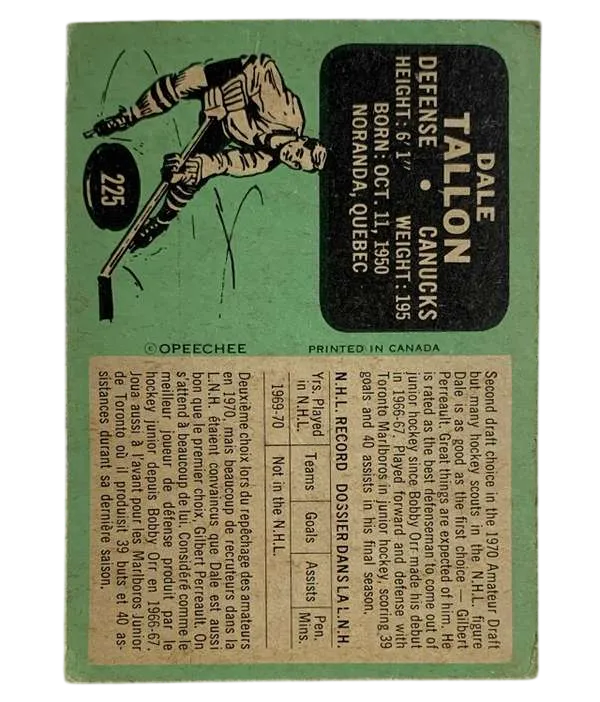 DALE
TALLON
DEFENSE • CANUCKS
HEIGHT: 6' 1" WEIGHT: 195
BORN: OCT. 11, 1950
NORANDA, QUEBEC
225
© OPEECHEE
PRINTED IN CANADA
Second draft choice in the 1970 Amateur Draft
but many hockey scouts in the N.H.L. figure
Dale is as good as the first choice — Gilbert
Perreault. Great things are expected of him. He
is rated as the best defenseman to come out of
junior hockey since Bobby Orr made his debut
in 1966-67. Played forward and defense with
Toronto Marlboros in junior hockey, scoring 39
goals and 40 assists in his final season.
N.H.L. RECORD DOSSIER DANS LA L.N.H.
Yrs. Played
in N.H.L. Teams Goals Assists Pen.
Mins.
1969-70 Not in the N.H.L.
Deuxième choix lors du repêchage des amateurs
en 1970, mais beaucoup de recruteurs dans la
L.N.H. étaient convaincus que Dale est aussi
bon que le premier choix, Gilbert Perreault. On
s'attend à beaucoup de lui. Considéré comme le
meilleur joueur de défense produit par le
hockey junior depuis Bobby Orr en 1966-67.
Joua aussi à l'avant pour les Marlboros Junior
de Toronto où il produisit 39 buts et 40 as-
sistances durant sa dernière saison.